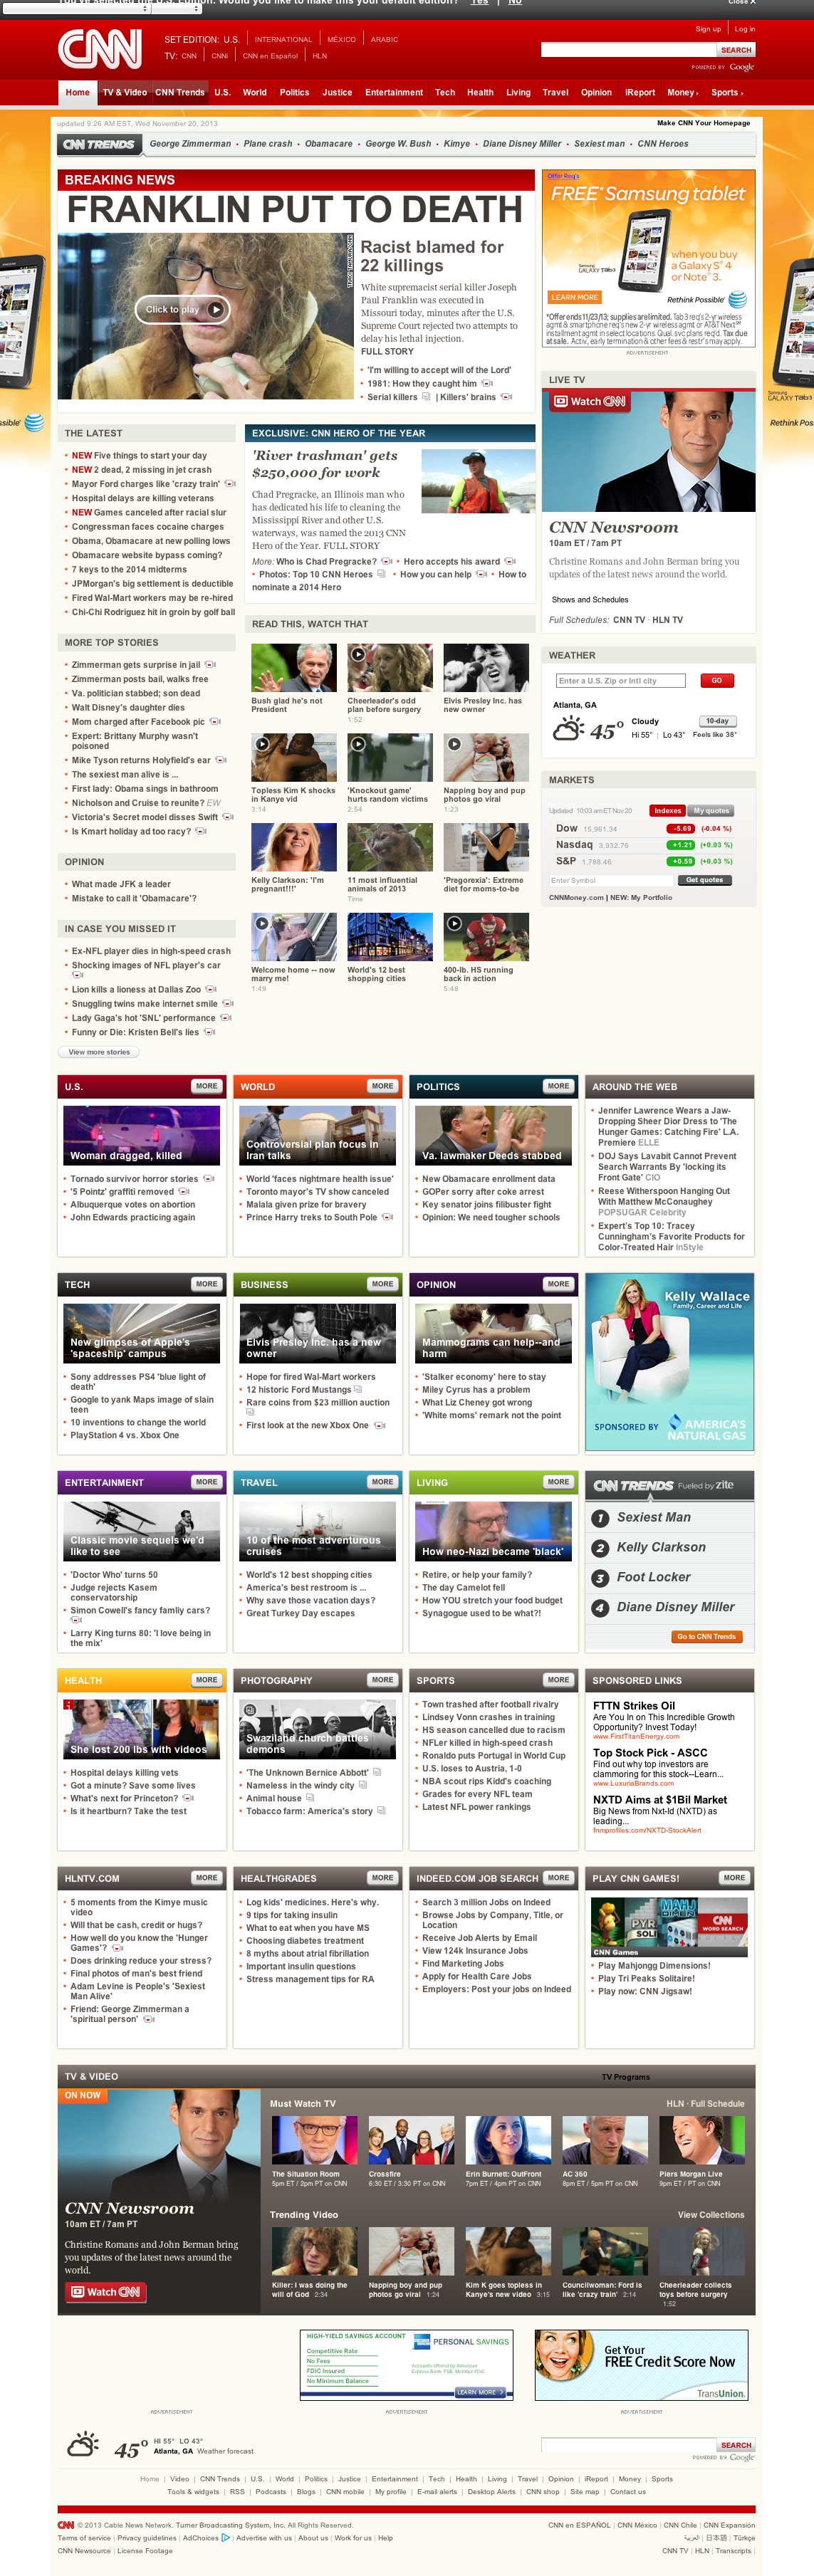 You've selected the U.S. Edition. Would you like to make this your default edition? Yes | No
Close X
CNN
SET EDITION: U.S. INTERNATIONAL MÉXICO ARABIC
TV: CNN CNNi CNN en Español HLN
Sign up Log in
SEARCH
POWERED BY Google
Home TV & Video CNN Trends U.S. World Politics Justice Entertainment Tech Health Living Travel Opinion iReport Money Sports
updated 9:26 AM EST, Wed November 20, 2013
Make CNN Your Homepage
CNN TRENDS George Zimmerman • Plane crash • Obamacare • George W. Bush • Kimye • Diane Disney Miller • Sexiest man • CNN Heroes
BREAKING NEWS
FRANKLIN PUT TO DEATH
Click to play
Racist blamed for
22 killings
White supremacist serial killer Joseph
Paul Franklin was executed in
Missouri today, minutes after the U.S.
Supreme Court rejected two attempts to
delay his lethal injection.
FULL STORY
'I'm willing to accept will of the Lord'
1981: How they caught him
Serial killers | Killers' brains
Offer Req's
FREE* Samsung tablet
when you buy
a Galaxy S® 4
or Note® 3.
LEARN MORE
Rethink Possible®
at&t
*Offer ends 11/23/13; supplies are limited. Tab 3 req's 2-yr wireless
agmt & smartphone req's new 2-yr wireless agmt or AT&T Next℠
installment agmt in select locations. Qual. svc plans req'd. Tax due
at sale. Activ., early termination & other fees & restr's may apply.
ADVERTISEMENT
LIVE TV
Watch CNN
CNN Newsroom
10am ET / 7am PT
Christine Romans and John Berman bring you
updates of the latest news around the world.
Shows and Schedules
Full Schedules: CNN TV · HLN TV
THE LATEST
NEW Five things to start your day
NEW 2 dead, 2 missing in jet crash
Mayor Ford charges like 'crazy train'
Hospital delays are killing veterans
NEW Games canceled after racial slur
Congressman faces cocaine charges
Obama, Obamacare at new polling lows
Obamacare website bypass coming?
7 keys to the 2014 midterms
JPMorgan's big settlement is deductible
Fired Wal-Mart workers may be re-hired
Chi-Chi Rodriguez hit in groin by golf ball
EXCLUSIVE: CNN HERO OF THE YEAR
'River trashman' gets
$250,000 for work
Chad Pregracke, an Illinois man who
has dedicated his life to cleaning the
Mississippi River and other U.S.
waterways, was named the 2013 CNN
Hero of the Year. FULL STORY
More: Who is Chad Pregracke? • Hero accepts his award
• Photos: Top 10 CNN Heroes • How you can help • How to
nominate a 2014 Hero
MORE TOP STORIES
Zimmerman gets surprise in jail
Zimmerman posts bail, walks free
Va. politician stabbed; son dead
Walt Disney's daughter dies
Mom charged after Facebook pic
Expert: Brittany Murphy wasn't
poisoned
Mike Tyson returns Holyfield's ear
The sexiest man alive is ...
First lady: Obama sings in bathroom
Nicholson and Cruise to reunite? EW
Victoria's Secret model disses Swift
Is Kmart holiday ad too racy?
OPINION
What made JFK a leader
Mistake to call it 'Obamacare'?
IN CASE YOU MISSED IT
Ex-NFL player dies in high-speed crash
Shocking images of NFL player's car
Lion kills a lioness at Dallas Zoo
Snuggling twins make internet smile
Lady Gaga's hot 'SNL' performance
Funny or Die: Kristen Bell's lies
View more stories
READ THIS, WATCH THAT
Bush glad he's not
President
Cheerleader's odd
plan before surgery
1:52
Elvis Presley Inc. has
new owner
Topless Kim K shocks
in Kanye vid
3:14
'Knockout game'
hurts random victims
2:54
Napping boy and pup
photos go viral
1:23
Kelly Clarkson: 'I'm
pregnant!!!'
11 most influential
animals of 2013
Time
'Pregorexia': Extreme
diet for moms-to-be
Welcome home -- now
marry me!
1:49
World's 12 best
shopping cities
400-lb. HS running
back in action
5:48
WEATHER
Enter a U.S. Zip or Intl city
GO
Atlanta, GA
45° Cloudy 10-day
Hi 55° | Lo 43° Feels like 38°
MARKETS
Updated 10:03 am ET Nov 20 Indexes My quotes
Dow 15,961.34 -5.69 (-0.04 %)
Nasdaq 3,932.76 +1.21 (+0.03 %)
S&P 1,788.46 +0.59 (+0.03 %)
Enter Symbol Get quotes
CNNMoney.com | NEW: My Portfolio
U.S. MORE
Woman dragged, killed
Tornado survivor horror stories
'5 Pointz' graffiti removed
Albuquerque votes on abortion
John Edwards practicing again
WORLD MORE
Controversial plan focus in
Iran talks
World 'faces nightmare health issue'
Toronto mayor's TV show canceled
Malala given prize for bravery
Prince Harry treks to South Pole
POLITICS MORE
Va. lawmaker Deeds stabbed
New Obamacare enrollment data
GOPer sorry after coke arrest
Key senator joins filibuster fight
Opinion: We need tougher schools
AROUND THE WEB
Jennifer Lawrence Wears a Jaw-
Dropping Sheer Dior Dress to 'The
Hunger Games: Catching Fire' L.A.
Premiere ELLE
DOJ Says Lavabit Cannot Prevent
Search Warrants By 'locking its
Front Gate' CIO
Reese Witherspoon Hanging Out
With Matthew McConaughey
POPSUGAR Celebrity
Expert's Top 10: Tracey
Cunningham's Favorite Products for
Color-Treated Hair InStyle
TECH MORE
New glimpses of Apple's
'spaceship' campus
Sony addresses PS4 'blue light of
death'
Google to yank Maps image of slain
teen
10 inventions to change the world
PlayStation 4 vs. Xbox One
BUSINESS MORE
Elvis Presley Inc. has a new
owner
Hope for fired Wal-Mart workers
12 historic Ford Mustangs
Rare coins from $23 million auction
First look at the new Xbox One
OPINION MORE
Mammograms can help--and
harm
'Stalker economy' here to stay
Miley Cyrus has a problem
What Liz Cheney got wrong
'White moms' remark not the point
Kelly Wallace
Family, Career and Life
SPONSORED BY AMERICA'S
NATURAL GAS
ENTERTAINMENT MORE
Classic movie sequels we'd
like to see
'Doctor Who' turns 50
Judge rejects Kasem
conservatorship
Simon Cowell's fancy famliy cars?
Larry King turns 80: 'I love being in
the mix'
TRAVEL MORE
10 of the most adventurous
cruises
World's 12 best shopping cities
America's best restroom is ...
Why save those vacation days?
Great Turkey Day escapes
LIVING MORE
How neo-Nazi became 'black'
Retire, or help your family?
The day Camelot fell
How YOU stretch your food budget
Synagogue used to be what?!
CNN TRENDS Fueled by zite
1 Sexiest Man
2 Kelly Clarkson
3 Foot Locker
4 Diane Disney Miller
Go to CNN Trends
HEALTH MORE
She lost 200 lbs with videos
Hospital delays killing vets
Got a minute? Save some lives
What's next for Princeton?
Is it heartburn? Take the test
PHOTOGRAPHY MORE
Swaziland church battles
demons
'The Unknown Bernice Abbott'
Nameless in the windy city
Animal house
Tobacco farm: America's story
SPORTS MORE
Town trashed after football rivalry
Lindsey Vonn crashes in training
HS season cancelled due to racism
NFLer killed in high-speed crash
Ronaldo puts Portugal in World Cup
U.S. loses to Austria, 1-0
NBA scout rips Kidd's coaching
Grades for every NFL team
Latest NFL power rankings
SPONSORED LINKS
FTTN Strikes Oil
Are You In on This Incredible Growth
Opportunity? Invest Today!
www.FirstTitanEnergy.com
Top Stock Pick - ASCC
Find out why top investors are
clammoring for this stock--Learn...
www.LuxuriaBrands.com
NXTD Aims at $1Bil Market
Big News from Nxt-Id (NXTD) as
leading...
fnmprofiles.com/NXTD-StockAlert
HLNTV.COM MORE
5 moments from the Kimye music
video
Will that be cash, credit or hugs?
How well do you know the 'Hunger
Games'?
Does drinking reduce your stress?
Final photos of man's best friend
Adam Levine is People's 'Sexiest
Man Alive'
Friend: George Zimmerman a
'spiritual person'
HEALTHGRADES MORE
Log kids' medicines. Here's why.
9 tips for taking insulin
What to eat when you have MS
Choosing diabetes treatment
8 myths about atrial fibrillation
Important insulin questions
Stress management tips for RA
INDEED.COM JOB SEARCH MORE
Search 3 million Jobs on Indeed
Browse Jobs by Company, Title, or
Location
Receive Job Alerts by Email
View 124k Insurance Jobs
Find Marketing Jobs
Apply for Health Care Jobs
Employers: Post your jobs on Indeed
PLAY CNN GAMES! MORE
CNN WORD SEARCH
CNN Games
Play Mahjongg Dimensions!
Play Tri Peaks Solitaire!
Play now: CNN Jigsaw!
TV & VIDEO
TV Programs
ON NOW
CNN Newsroom
10am ET / 7am PT
Christine Romans and John Berman bring
you updates of the latest news around the
world.
Watch CNN
Must Watch TV
HLN · Full Schedule
The Situation Room
5pm ET / 2pm PT on CNN
Crossfire
6:30 ET / 3:30 PT on CNN
Erin Burnett: OutFront
7pm ET / 4pm PT on CNN
AC 360
8pm ET / 5pm PT on CNN
Piers Morgan Live
9pm ET / PT on CNN
Trending Video
View Collections
Killer: I was doing the
will of God 2:34
Napping boy and pup
photos go viral 1:24
Kim K goes topless in
Kanye's new video 3:15
Councilwoman: Ford is
like 'crazy train' 2:14
Cheerleader collects
toys before surgery
1:52
HIGH-YIELD SAVINGS ACCOUNT
Competitive Rate
No Fees
FDIC Insured
No Minimum Balance
PERSONAL SAVINGS
Accounts offered by American
Express Bank, FSB. Member FDIC
LEARN MORE
Get Your
FREE Credit Score Now
TransUnion.
ADVERTISEMENT ADVERTISEMENT ADVERTISEMENT
45° HI 55° LO 43°
Atlanta, GA Weather forecast
SEARCH
POWERED BY Google
Home | Video | CNN Trends | U.S. | World | Politics | Justice | Entertainment | Tech | Health | Living | Travel | Opinion | iReport | Money | Sports
Tools & widgets | RSS | Podcasts | Blogs | CNN mobile | My profile | E-mail alerts | Desktop Alerts | CNN shop | Site map | Contact us
CNN © 2013 Cable News Network. Turner Broadcasting System, Inc. All Rights Reserved.
Terms of service | Privacy guidelines | AdChoices | Advertise with us | About us | Work for us | Help
CNN Newsource | License Footage
CNN en ESPAÑOL | CNN México | CNN Chile | CNN Expansión
العربية | 日本語 | Türkçe
CNN TV | HLN | Transcripts